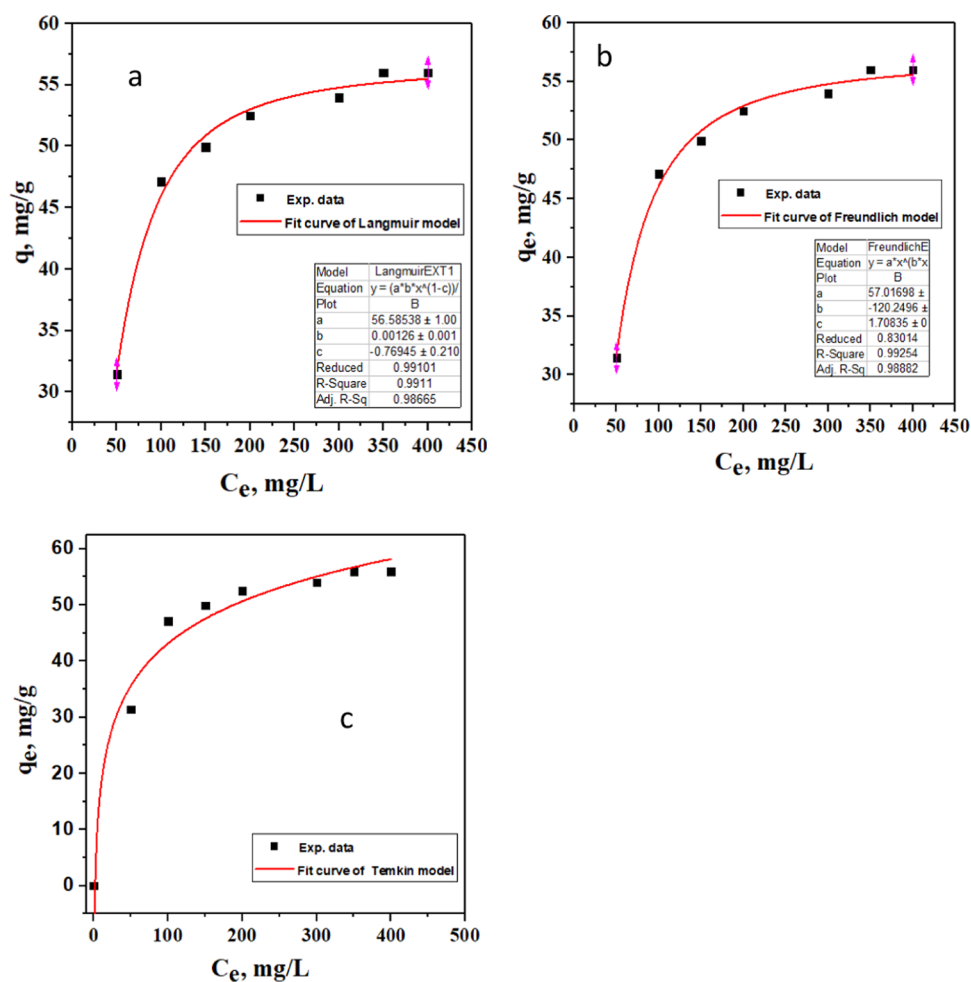 a
60
55
50
45
40
35
30
q, mg/g
0 50 100 150 200 250 300 350 400 450
Ce, mg/L
Exp. data
Fit curve of Langmuir model
Model LangmuirEXT1
Equation y = (a*b*x^(1-c))/
Plot B
a 56.58538 ± 1.00
b 0.00126 ± 0.001
c -0.76945 ± 0.210
Reduced 0.99101
R-Square 0.9911
Adj. R-Sq 0.98665
b
60
55
50
45
40
35
30
qe, mg/g
0 50 100 150 200 250 300 350 400 450
Ce, mg/L
Exp. data
Fit curve of Freundlich model
Model FreundlichE
Equation y = a*x^(b*x
Plot B
a 57.01698 ±
b -120.2496 ±
c 1.70835 ± 0
Reduced 0.83014
R-Square 0.99254
Adj. R-Sq 0.98882
c
60
50
40
30
20
10
0
qe, mg/g
0 100 200 300 400 500
Ce, mg/L
Exp. data
Fit curve of Temkin model